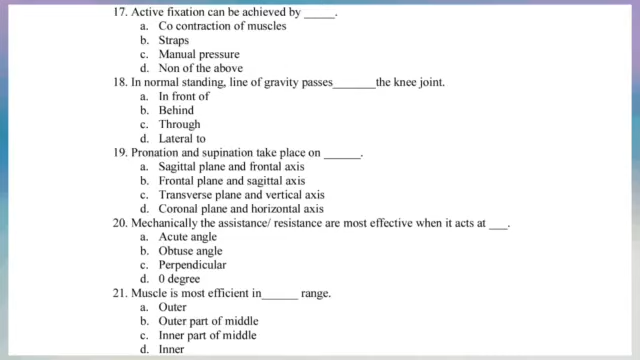 17. Active fixation can be achieved by _____.
a. Co contraction of muscles
b. Straps
c. Manual pressure
d. Non of the above
18. In normal standing, line of gravity passes_______the knee joint.
a. In front of
b. Behind
c. Through
d. Lateral to
19. Pronation and supination take place on ______.
a. Sagittal plane and frontal axis
b. Frontal plane and sagittal axis
c. Transverse plane and vertical axis
d. Coronal plane and horizontal axis
20. Mechanically the assistance/ resistance are most effective when it acts at ___.
a. Acute angle
b. Obtuse angle
c. Perpendicular
d. 0 degree
21. Muscle is most efficient in______ range.
a. Outer
b. Outer part of middle
c. Inner part of middle
d. Inner